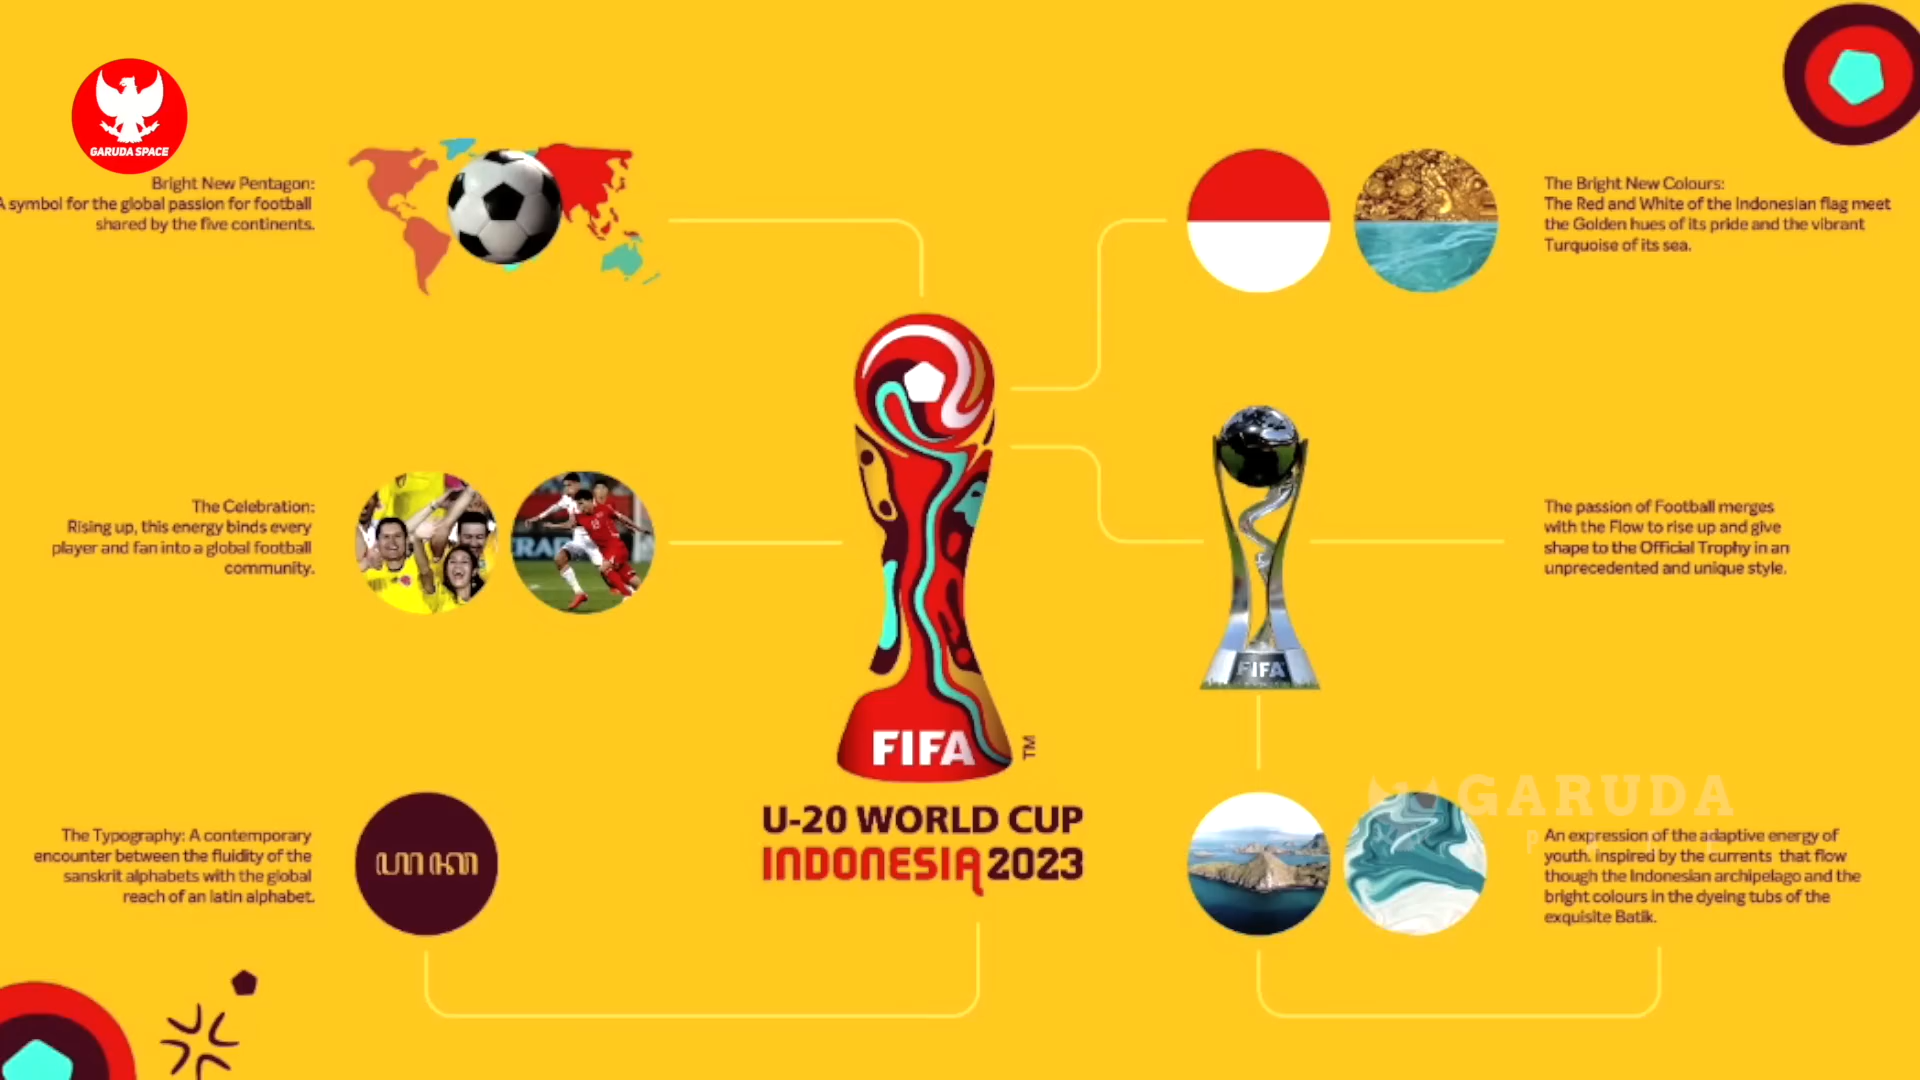 GARUDA SPACE
Bright New Pentagon:
A symbol for the global passion for football
shared by the five continents.
The Bright New Colours:
The Red and White of the Indonesian flag meet
the Golden hues of its pride and the vibrant
Turquoise of its sea.
The Celebration:
Rising up, this energy binds every
player and fan into a global football
community.
The passion of Football merges
with the Flow to rise up and give
shape to the Official Trophy in an
unprecedented and unique style.
FIFA
FIFA
TM
U-20 WORLD CUP
INDONESIA 2023
The Typography: A contemporary
encounter between the fluidity of the
sanskrit alphabets with the global
reach of an latin alphabet.
GARUDA
An expression of the adaptive energy of
youth. inspired by the currents that flow
though the Indonesian archipelago and the
bright colours in the dyeing tubs of the
exquisite Batik.